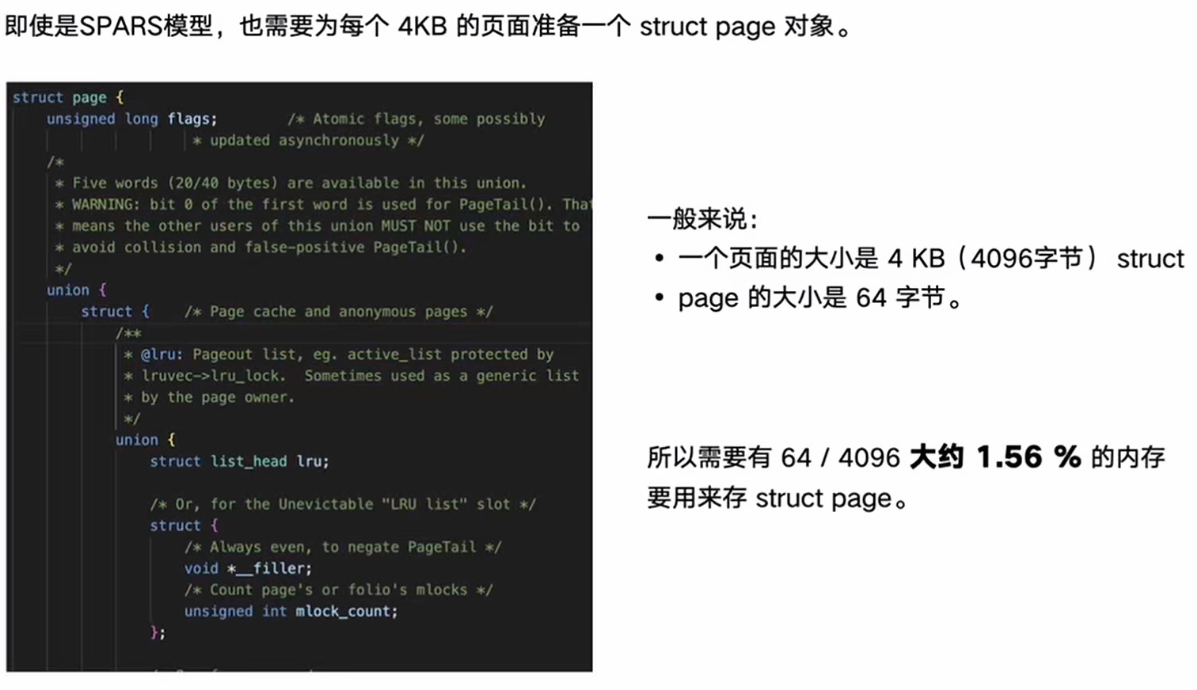 即使是SPARS模型，也需要为每个 4KB 的页面准备一个 struct page 对象。
struct page {
unsigned long flags; /* Atomic flags, some possibly
* updated asynchronously */
/*
* Five words (20/40 bytes) are available in this union.
* WARNING: bit 0 of the first word is used for PageTail(). That
* means the other users of this union MUST NOT use the bit to
* avoid collision and false-positive PageTail().
*/
union {
struct { /* Page cache and anonymous pages */
/**
* @lru: Pageout list, eg. active_list protected by
* lruvec->lru_lock. Sometimes used as a generic list
* by the page owner.
*/
union {
struct list_head lru;
/* Or, for the Unevictable "LRU list" slot */
struct {
/* Always even, to negate PageTail */
void *__filler;
/* Count page's or folio's mlocks */
unsigned int mlock_count;
};
一般来说：
• 一个页面的大小是 4 KB（4096字节） struct
• page 的大小是 64 字节。
所以需要有 64 / 4096 大约 1.56 % 的内存
要用来存 struct page。